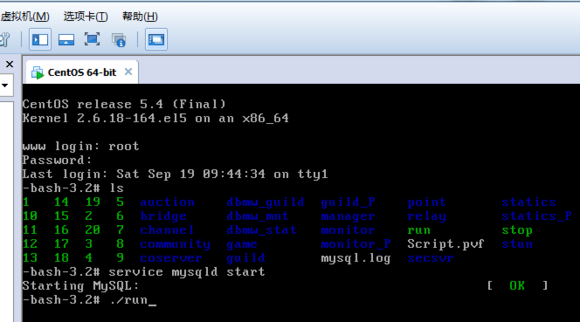 虚拟机(M) 选项卡(T) 帮助(H)
CentOS 64-bit
CentOS release 5.4 (Final)
Kernel 2.6.18-164.el5 on an x86_64
www login: root
Password:
Last login: Sat Sep 19 09:44:34 on tty1
-bash-3.2# ls
1 14 19 5 auction dhmw_guild guild_P point statics
10 15 2 6 bridge dhmw_mnt manager relay statics_P
11 16 20 7 channel dhmw_stat monitor run stop
12 17 3 8 community game monitor_P Script.pvf stun
13 18 4 9 coserver guild mysql.log secsvr
-bash-3.2# service mysqld start
Starting MySQL: [ OK ]
-bash-3.2# ./run_